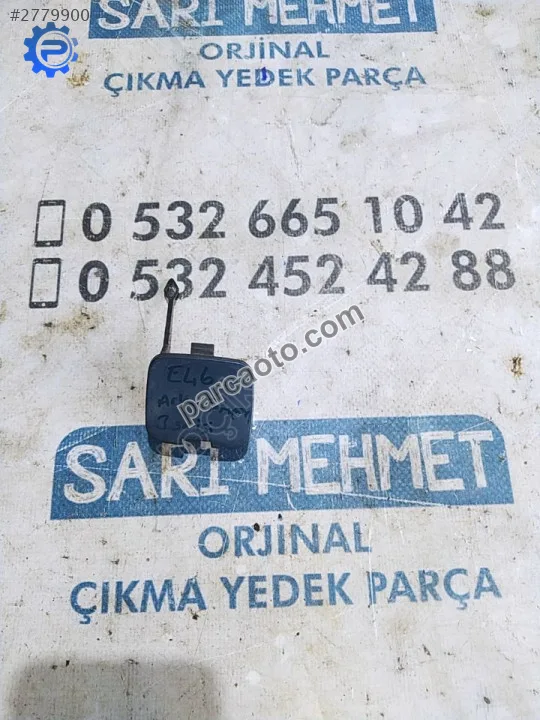 #2779900
SARI MEHMET
ORJİNAL
ÇIKMA YEDEK PARÇA
0 532 665 10 42
0 532 452 42 88
parcaoto.com
E46
SARI MEHMET
ORJİNAL
ÇIKMA YEDEK PARÇA